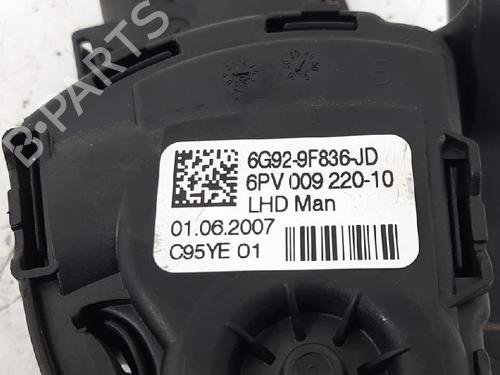 B-PARTS
5
6G92-9F836-JD
6PV 009 220-10
LHD Man
01.06.2007
C95YE 01